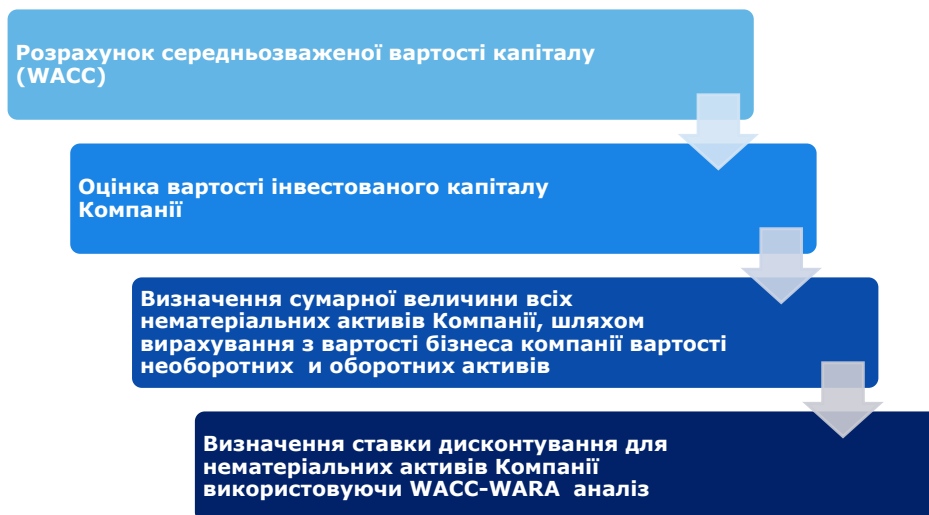 Розрахунок середньозваженої вартості капіталу
(WACC)
Оцінка вартості інвестованого капіталу
Компанії
Визначення сумарної величини всіх
нематеріальних активів Компанії, шляхом
вирахування з вартості бізнеса компанії вартості
необоротних  и оборотних активів
Визначення ставки дисконтування для
нематеріальних активів Компанії
використовуючи WACC-WARA  аналіз